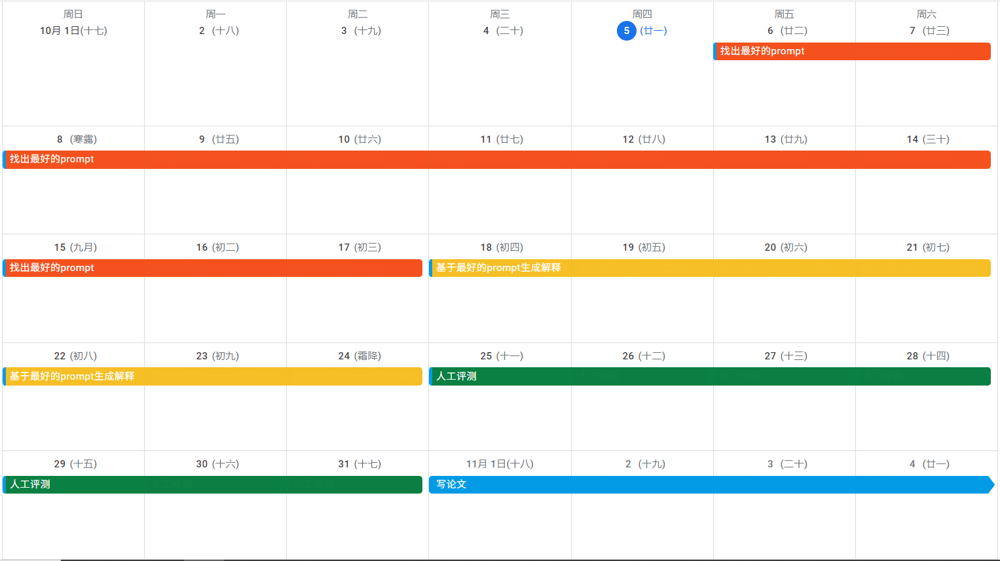 周日 周一 周二 周三 周四 周五 周六
10月 1日(十七) 2 (十八) 3 (十九) 4 (二十) 5 (廿一) 6 (廿二) 7 (廿三)
找出最好的prompt
8 (寒露) 9 (廿五) 10 (廿六) 11 (廿七) 12 (廿八) 13 (廿九) 14 (三十)
找出最好的prompt
15 (九月) 16 (初二) 17 (初三) 18 (初四) 19 (初五) 20 (初六) 21 (初七)
找出最好的prompt 基于最好的prompt生成解释
22 (初八) 23 (初九) 24 (霜降) 25 (十一) 26 (十二) 27 (十三) 28 (十四)
基于最好的prompt生成解释 人工评测
29 (十五) 30 (十六) 31 (十七) 11月 1日(十八) 2 (十九) 3 (二十) 4 (廿一)
人工评测 写论文